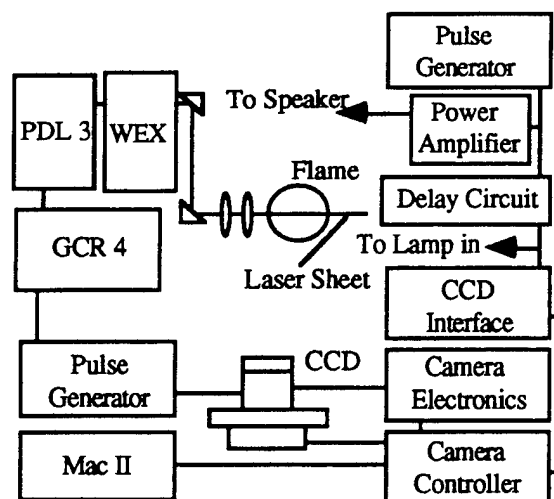 Pulse
Generator
To Speaker
Power
Amplifier
PDL 3
WEX
Flame
Delay Circuit
To Lamp in
GCR 4
Laser Sheet
CCD
Interface
Pulse
Generator
CCD
Camera
Electronics
Mac II
Camera
Controller